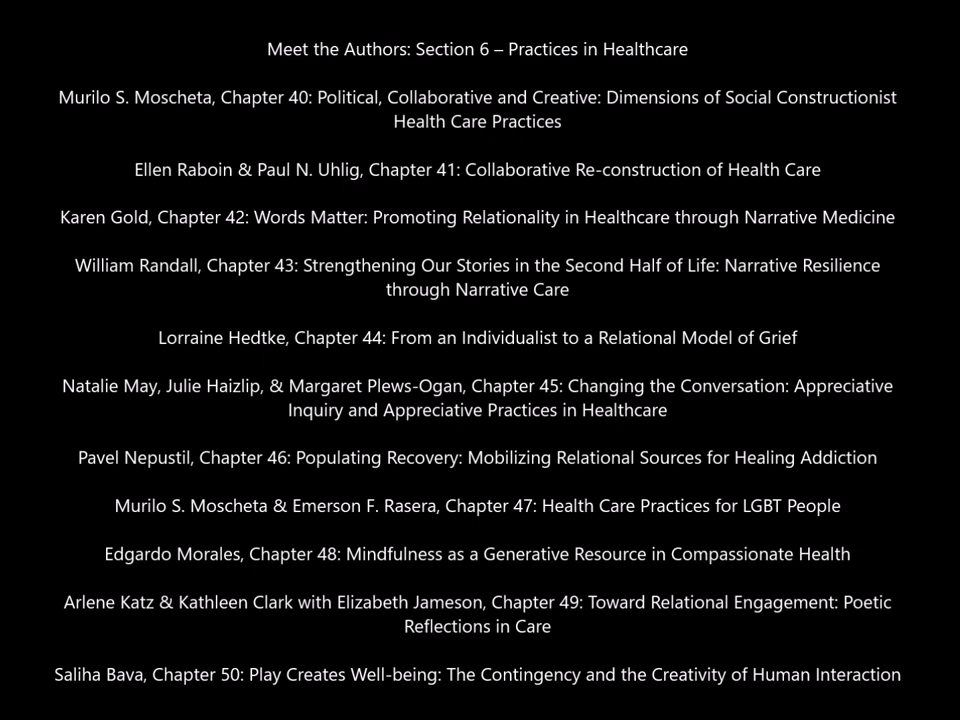 Meet the Authors: Section 6 – Practices in Healthcare
Murilo S. Moscheta, Chapter 40: Political, Collaborative and Creative: Dimensions of Social Constructionist
Health Care Practices
Ellen Raboin & Paul N. Uhlig, Chapter 41: Collaborative Re-construction of Health Care
Karen Gold, Chapter 42: Words Matter: Promoting Relationality in Healthcare through Narrative Medicine
William Randall, Chapter 43: Strengthening Our Stories in the Second Half of Life: Narrative Resilience
through Narrative Care
Lorraine Hedtke, Chapter 44: From an Individualist to a Relational Model of Grief
Natalie May, Julie Haizlip, & Margaret Plews-Ogan, Chapter 45: Changing the Conversation: Appreciative
Inquiry and Appreciative Practices in Healthcare
Pavel Nepustil, Chapter 46: Populating Recovery: Mobilizing Relational Sources for Healing Addiction
Murilo S. Moscheta & Emerson F. Rasera, Chapter 47: Health Care Practices for LGBT People
Edgardo Morales, Chapter 48: Mindfulness as a Generative Resource in Compassionate Health
Arlene Katz & Kathleen Clark with Elizabeth Jameson, Chapter 49: Toward Relational Engagement: Poetic
Reflections in Care
Saliha Bava, Chapter 50: Play Creates Well-being: The Contingency and the Creativity of Human Interaction